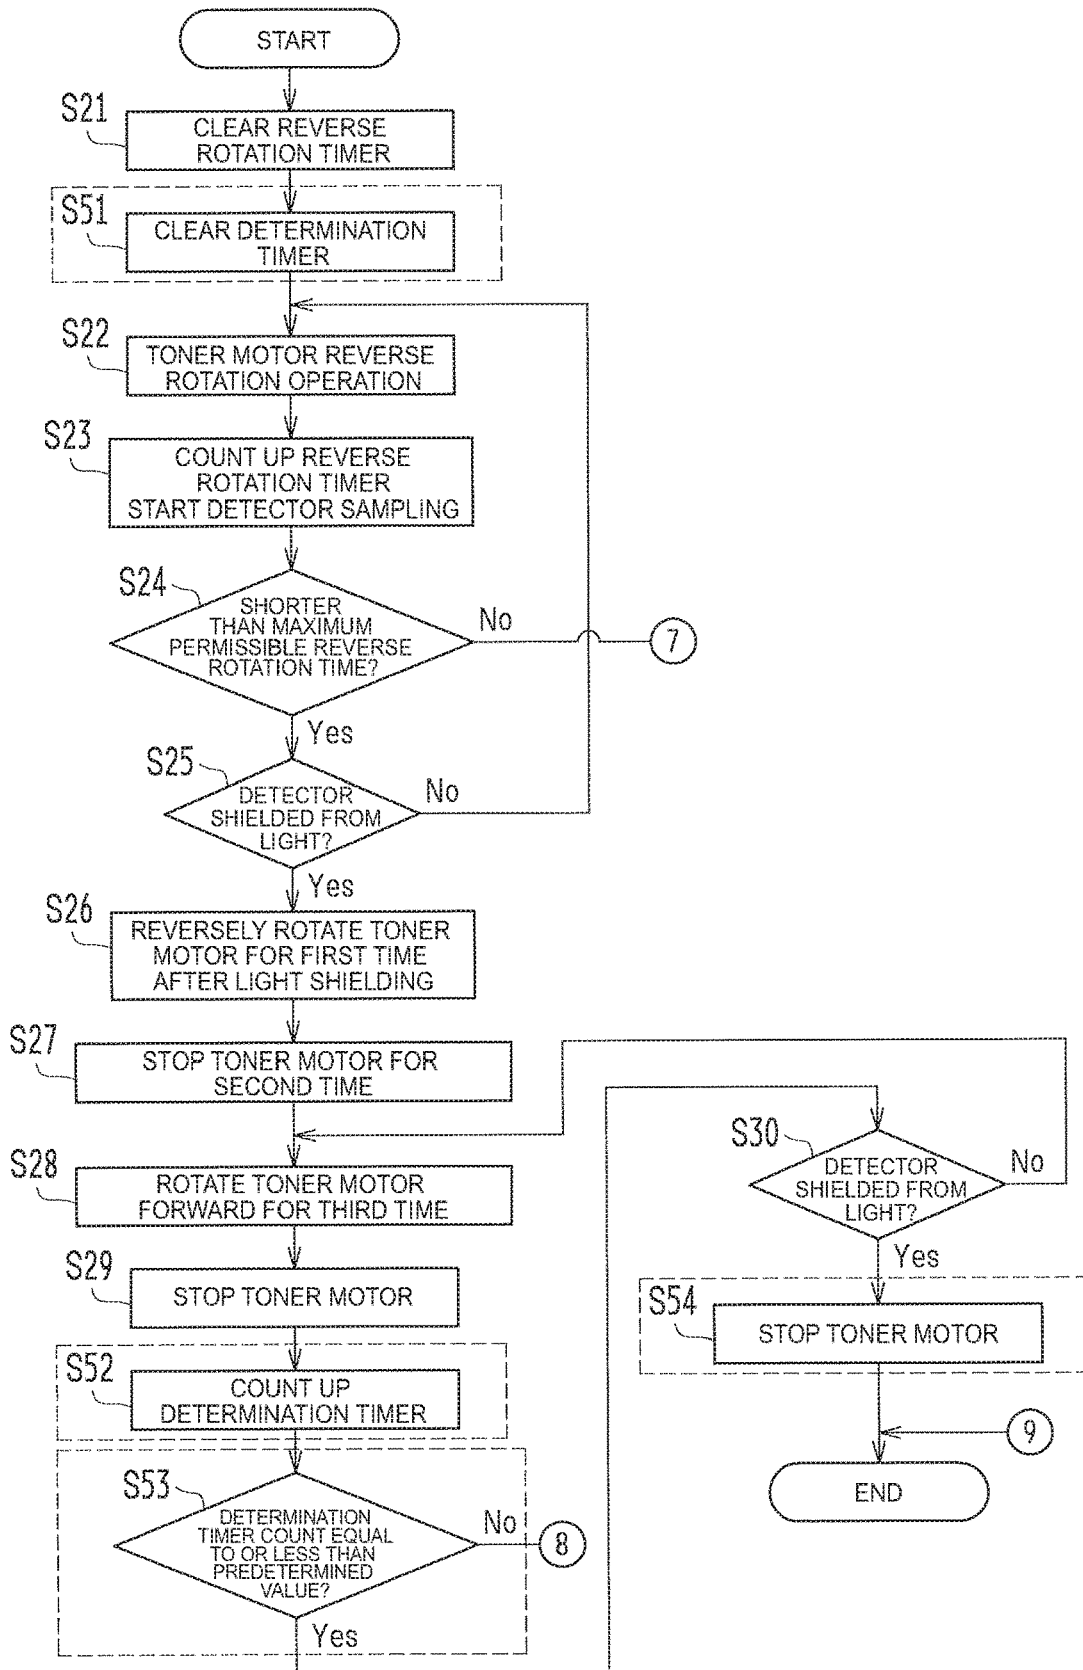 START
S21
CLEAR REVERSE
ROTATION TIMER
S51
CLEAR DETERMINATION
TIMER
S22
TONER MOTOR REVERSE
ROTATION OPERATION
S23
COUNT UP REVERSE
ROTATION TIMER
START DETECTOR SAMPLING
S24
SHORTER
THAN MAXIMUM
PERMISSIBLE REVERSE
ROTATION TIME?
No
7
Yes
S25
DETECTOR
SHIELDED FROM
LIGHT?
No
Yes
S26
REVERSELY ROTATE TONER
MOTOR FOR FIRST TIME
AFTER LIGHT SHIELDING
S27
STOP TONER MOTOR FOR
SECOND TIME
S28
ROTATE TONER MOTOR
FORWARD FOR THIRD TIME
S29
STOP TONER MOTOR
S52
COUNT UP
DETERMINATION TIMER
S53
DETERMINATION
TIMER COUNT EQUAL
TO OR LESS THAN
PREDETERMINED
VALUE?
No
8
Yes
S30
DETECTOR
SHIELDED FROM
LIGHT?
No
Yes
S54
STOP TONER MOTOR
9
END